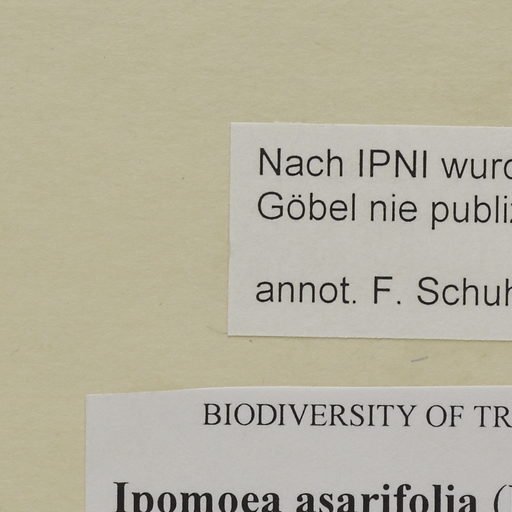 Nach IPNI wurd
Göbel nie publiz
annot. F. Schuh
BIODIVERSITY OF TR
Ipomoea asarifolia (